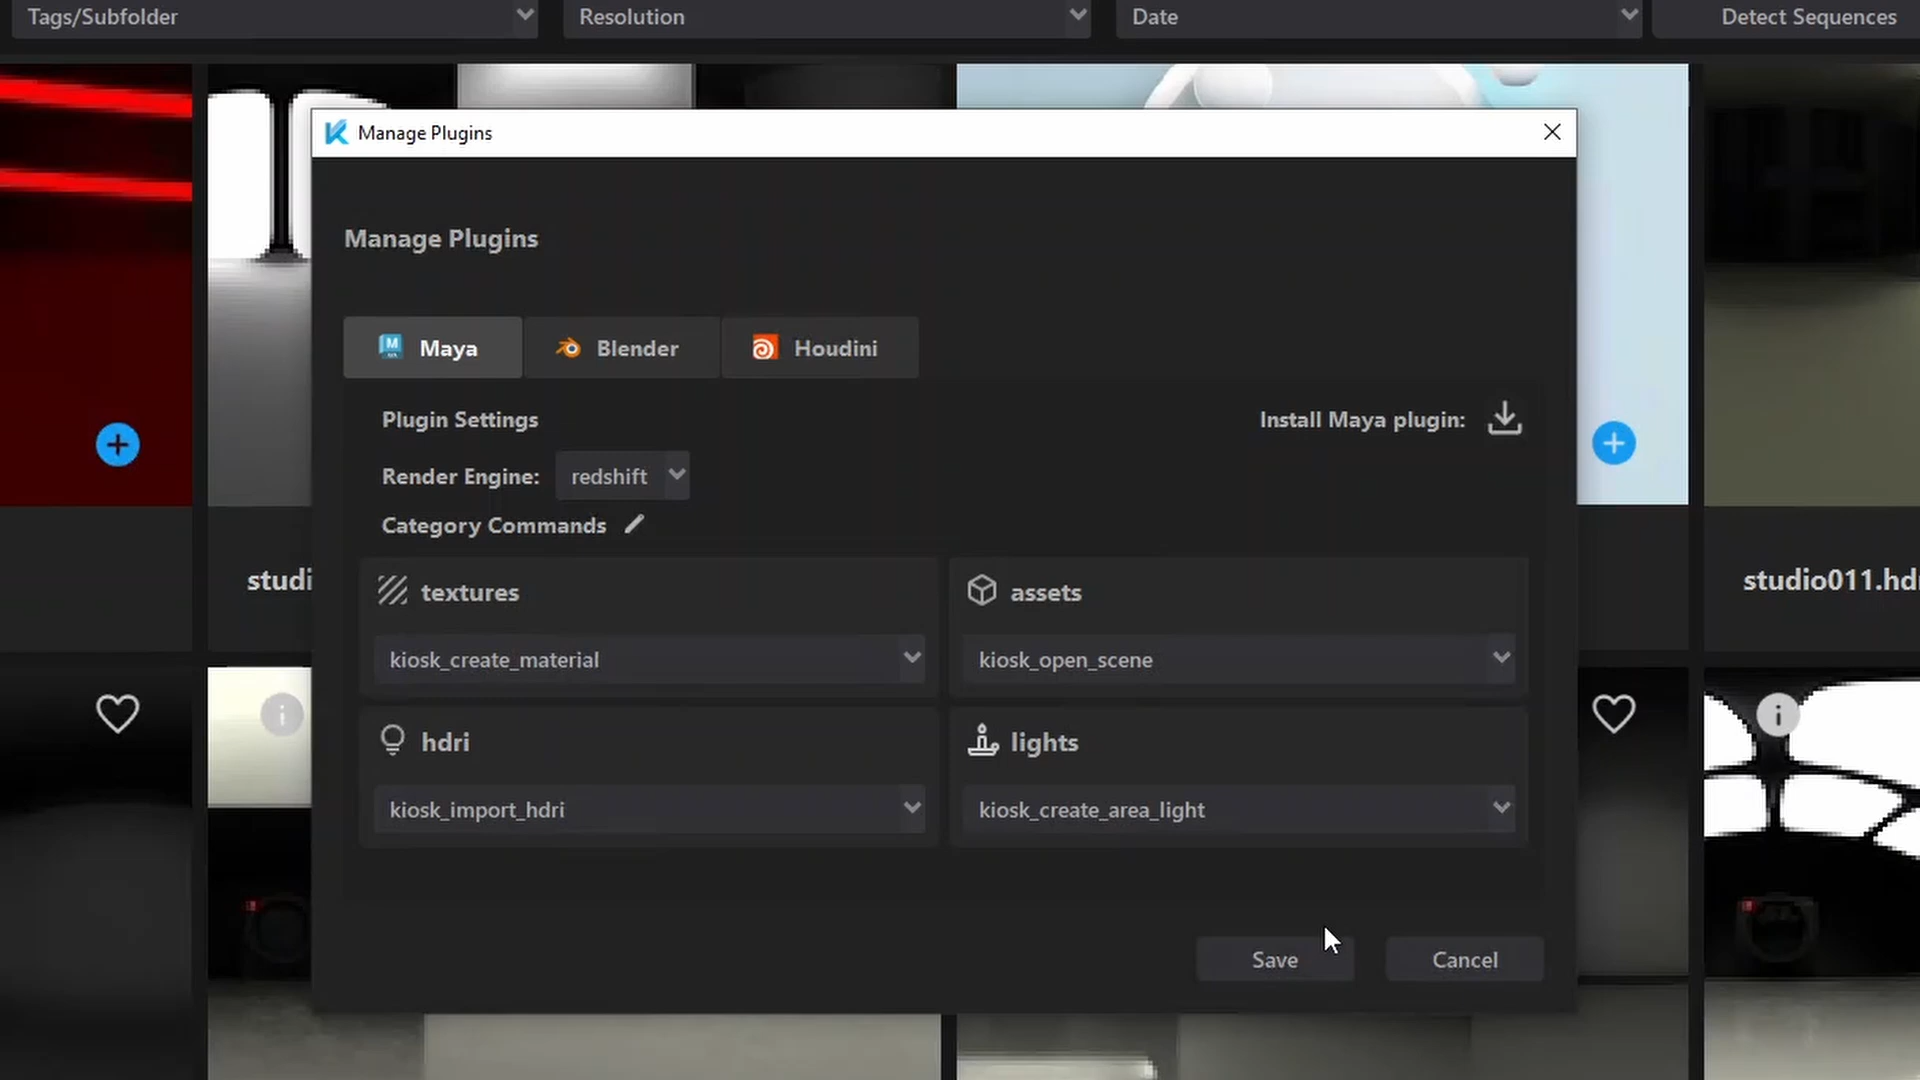 Tags/Subfolder
Resolution
Date
Detect Sequences
Manage Plugins
Manage Plugins
Maya
Blender
Houdini
Plugin Settings
Install Maya plugin:
Render Engine:
redshift
Category Commands
textures
assets
kiosk_create_material
kiosk_open_scene
hdri
lights
kiosk_import_hdri
kiosk_create_area_light
Save
Cancel
studi
studio011.hdr